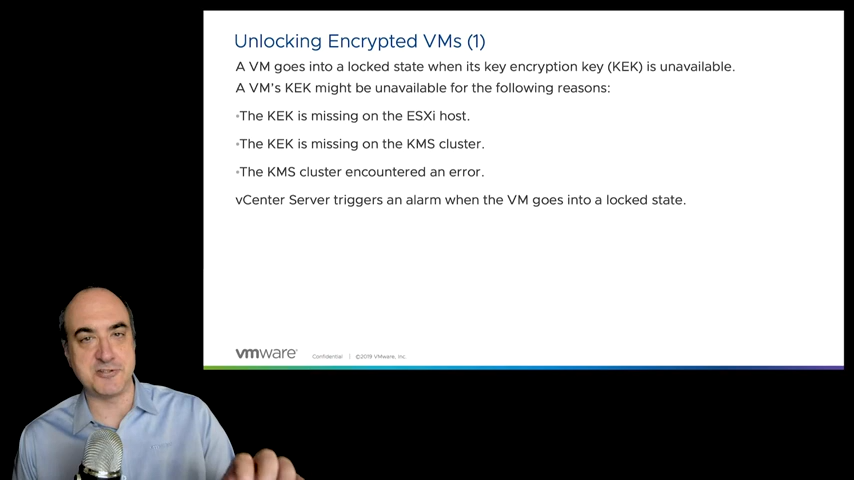 Unlocking Encrypted VMs (1)
A VM goes into a locked state when its key encryption key (KEK) is unavailable.
A VM's KEK might be unavailable for the following reasons:
•The KEK is missing on the ESXi host.
•The KEK is missing on the KMS cluster.
•The KMS cluster encountered an error.
vCenter Server triggers an alarm when the VM goes into a locked state.
vmware® Confidential | ©2019 VMware, Inc.